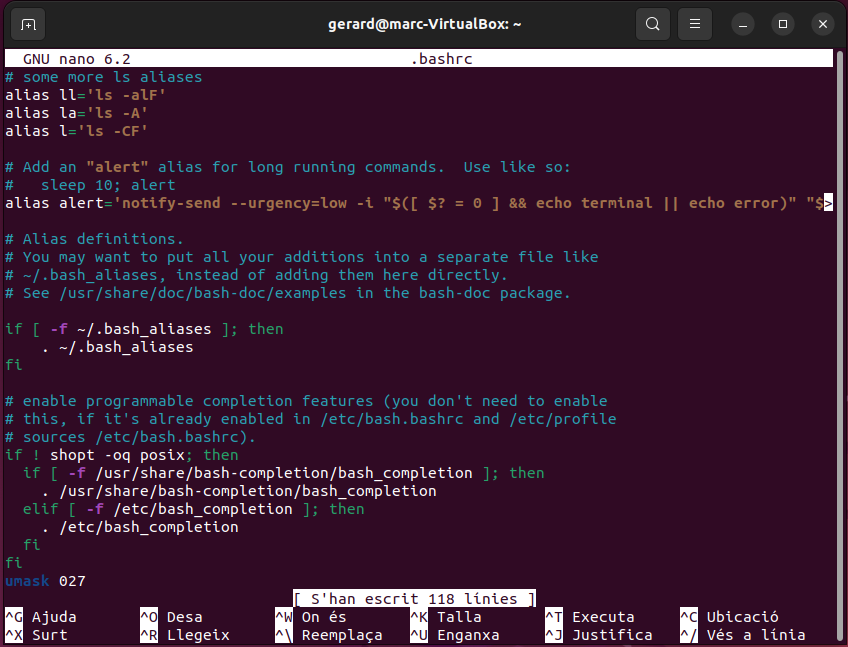 gerard@marc-VirtualBox: ~
GNU nano 6.2 .bashrc
# some more ls aliases
alias ll='ls -alF'
alias la='ls -A'
alias l='ls -CF'
# Add an "alert" alias for long running commands.  Use like so:
#   sleep 10; alert
alias alert='notify-send --urgency=low -i "$([ $? = 0 ] && echo terminal || echo error)" "$>
# Alias definitions.
# You may want to put all your additions into a separate file like
# ~/.bash_aliases, instead of adding them here directly.
# See /usr/share/doc/bash-doc/examples in the bash-doc package.
if [ -f ~/.bash_aliases ]; then
    . ~/.bash_aliases
fi
# enable programmable completion features (you don't need to enable
# this, if it's already enabled in /etc/bash.bashrc and /etc/profile
# sources /etc/bash.bashrc).
if ! shopt -oq posix; then
  if [ -f /usr/share/bash-completion/bash_completion ]; then
    . /usr/share/bash-completion/bash_completion
  elif [ -f /etc/bash_completion ]; then
    . /etc/bash_completion
  fi
fi
umask 027
[ S'han escrit 118 línies ]
^G Ajuda ^O Desa ^W On és ^K Talla ^T Executa ^C Ubicació
^X Surt ^R Llegeix ^\ Reemplaça ^U Enganxa ^J Justifica ^/ Vés a línia